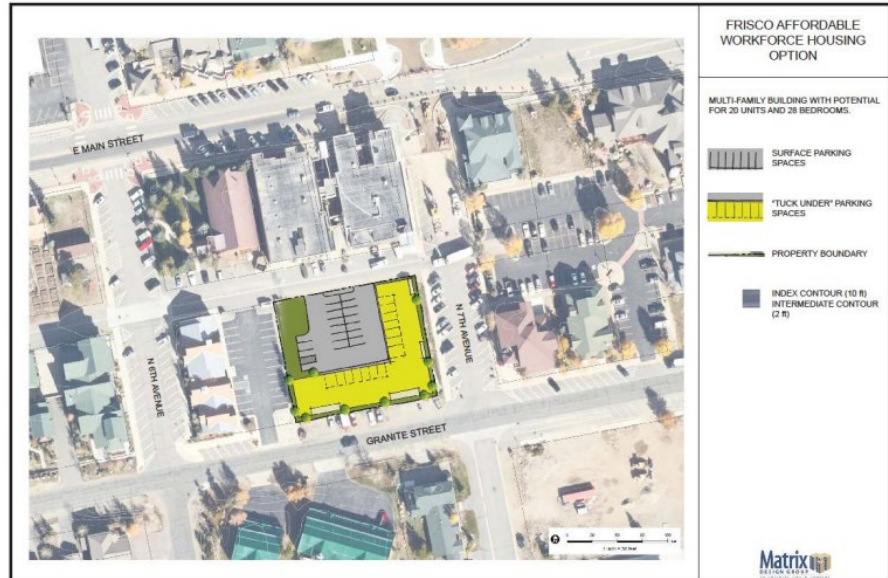 FRISCO AFFORDABLE
WORKFORCE HOUSING
OPTION
MULTI-FAMILY BUILDING WITH POTENTIAL
FOR 20 UNITS AND 28 BEDROOMS.
SURFACE PARKING
SPACES
"TUCK UNDER" PARKING
SPACES
PROPERTY BOUNDARY
INDEX CONTOUR (10 ft)
INTERMEDIATE CONTOUR
(2 ft)
E MAIN STREET
N 6TH AVENUE
N 7TH AVENUE
GRANITE STREET
Matrix
DESIGN GROUP